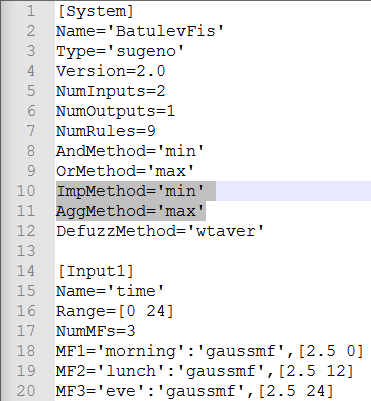 1 [System]
2 Name='BatulevFis'
3 Type='sugeno'
4 Version=2.0
5 NumInputs=2
6 NumOutputs=1
7 NumRules=9
8 AndMethod='min'
9 OrMethod='max'
10 ImpMethod='min'
11 AggMethod='max'
12 DefuzzMethod='wtaver'
13
14 [Input1]
15 Name='time'
16 Range=[0 24]
17 NumMFs=3
18 MF1='morning':'gaussmf',[2.5 0]
19 MF2='lunch':'gaussmf',[2.5 12]
20 MF3='eve':'gaussmf',[2.5 24]